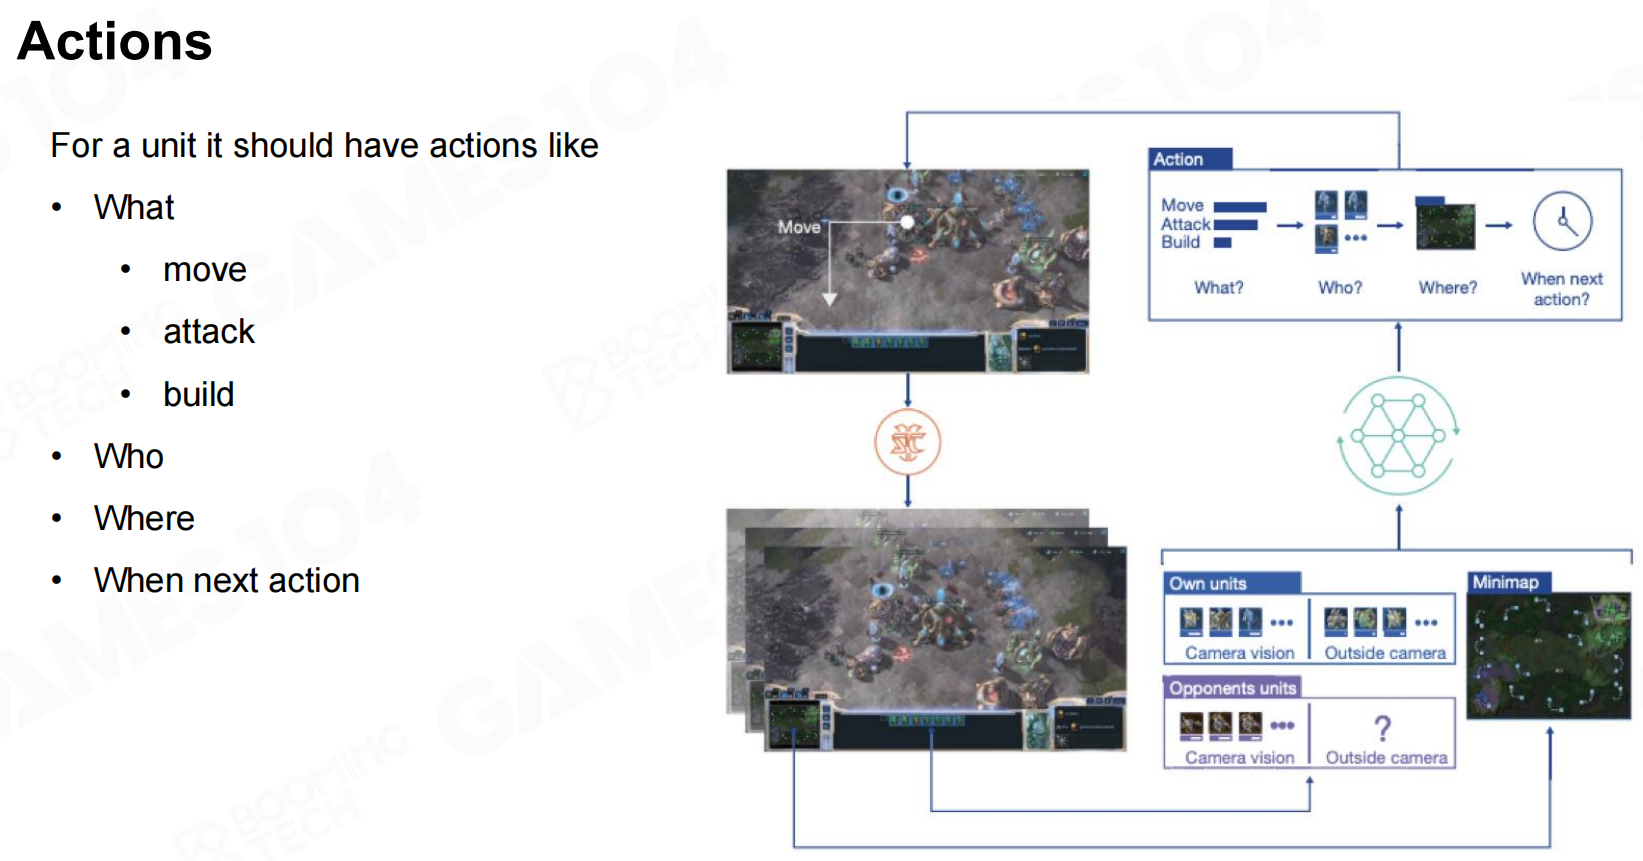 Actions
For a unit it should have actions like
• What
• move
• attack
• build
• Who
• Where
• When next action
Move
Action
Move
Attack
Build
What?
Who?
Where?
When next
action?
Own units
Camera vision
Outside camera
Opponents units
Camera vision
?
Outside camera
Minimap
GAMES104
BOOMING
TECH